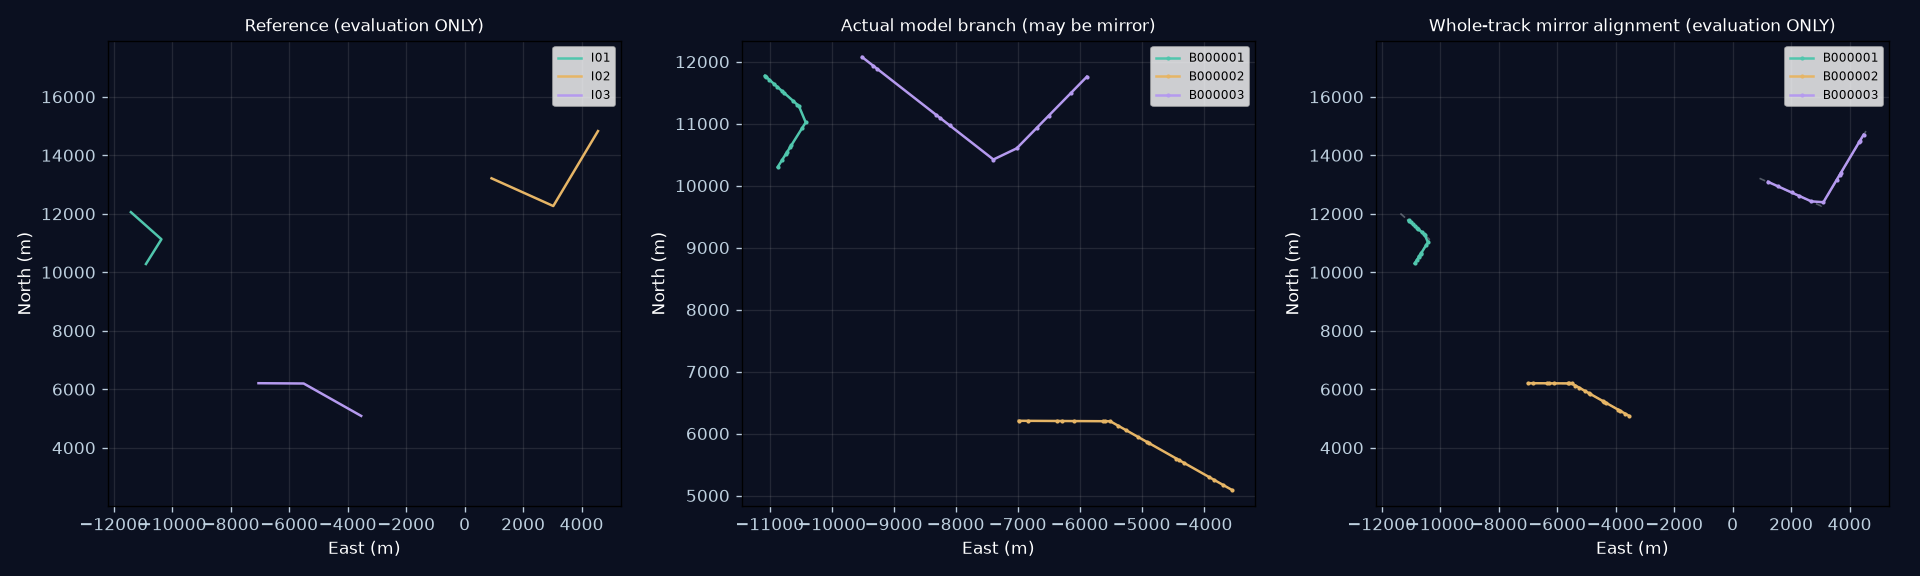 Reference (evaluation ONLY)
I01
I02
I03
16000
14000
12000
10000
8000
6000
4000
North (m)
−12000
−10000
−8000
−6000
−4000
−2000
0
2000
4000
East (m)
Actual model branch (may be mirror)
B000001
B000002
B000003
12000
11000
10000
9000
8000
7000
6000
5000
North (m)
−11000
−10000
−9000
−8000
−7000
−6000
−5000
−4000
East (m)
Whole-track mirror alignment (evaluation ONLY)
B000001
B000002
B000003
16000
14000
12000
10000
8000
6000
4000
North (m)
−12000
−10000
−8000
−6000
−4000
−2000
0
2000
4000
East (m)